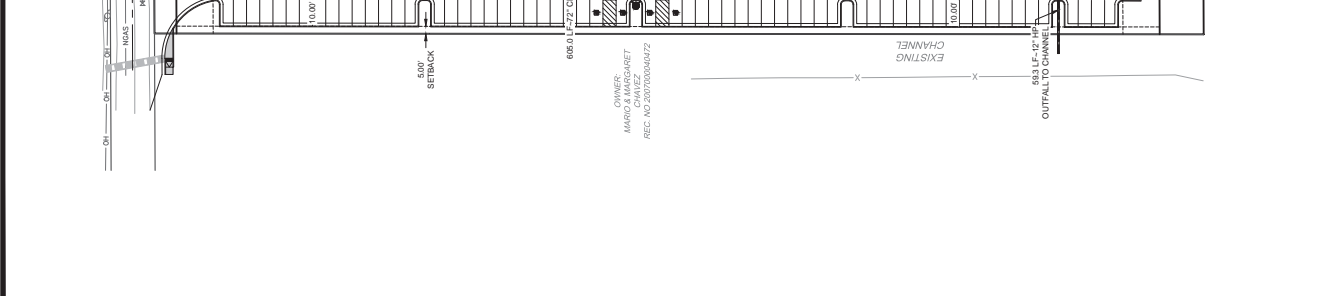 10.00'
10.00'
NGAS
OH
OH
OH
5.00'
SETBACK
605.0 LF-72" C
OWNER:
MARIO & MARGARET
CHAVEZ
REC. NO 2007000040472
EXISTING
CHANNEL
59.3 LF-12" HP
OUTFALL TO CHANNEL
X
X